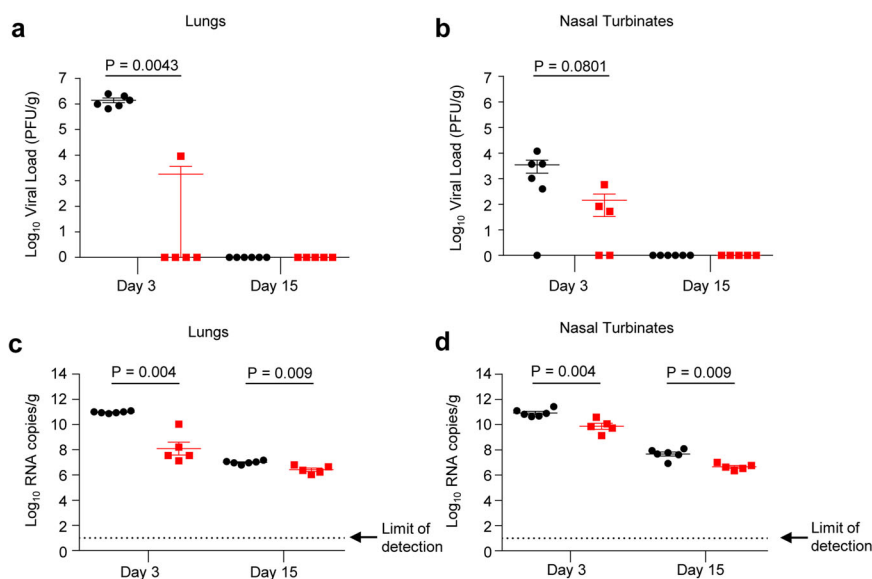 a
Lungs
P = 0.0043
Log10 Viral Load (PFU/g)
7
6
5
4
3
2
1
0
Day 3
Day 15
b
Nasal Turbinates
P = 0.0801
Log10 Viral Load (PFU/g)
7
6
5
4
3
2
1
0
Day 3
Day 15
c
Lungs
P = 0.004
P = 0.009
Log10 RNA copies/g
14
12
10
8
6
4
2
0
Limit of
detection
Day 3
Day 15
d
Nasal Turbinates
P = 0.004
P = 0.009
Log10 RNA copies/g
14
12
10
8
6
4
2
0
Limit of
detection
Day 3
Day 15